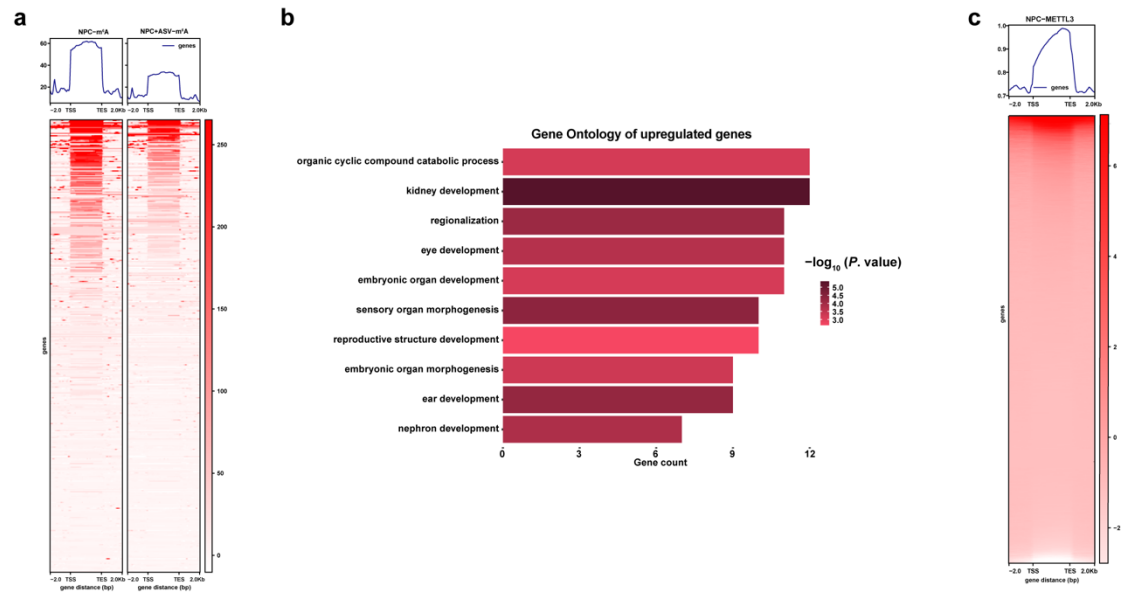 a
NPC−m⁶A
NPC+ASV−m⁶A
genes
60
40
20
−2.0 TSS TES 2.0Kb
−2.0 TSS TES 2.0Kb
250
200
150
100
50
0
genes
−2.0 TSS TES 2.0Kb
−2.0 TSS TES 2.0Kb
gene distance (bp)
gene distance (bp)
b
Gene Ontology of upregulated genes
organic cyclic compound catabolic process
kidney development
regionalization
eye development
embryonic organ development
sensory organ morphogenesis
reproductive structure development
embryonic organ morphogenesis
ear development
nephron development
0 3 6 9 12
Gene count
−log10 (P. value)
5.0
4.5
4.0
3.5
3.0
c
NPC−METTL3
1.0
0.9
0.8
0.7
genes
−2.0 TSS TES 2.0Kb
6
4
2
0
−2
genes
−2.0 TSS TES 2.0Kb
gene distance (bp)